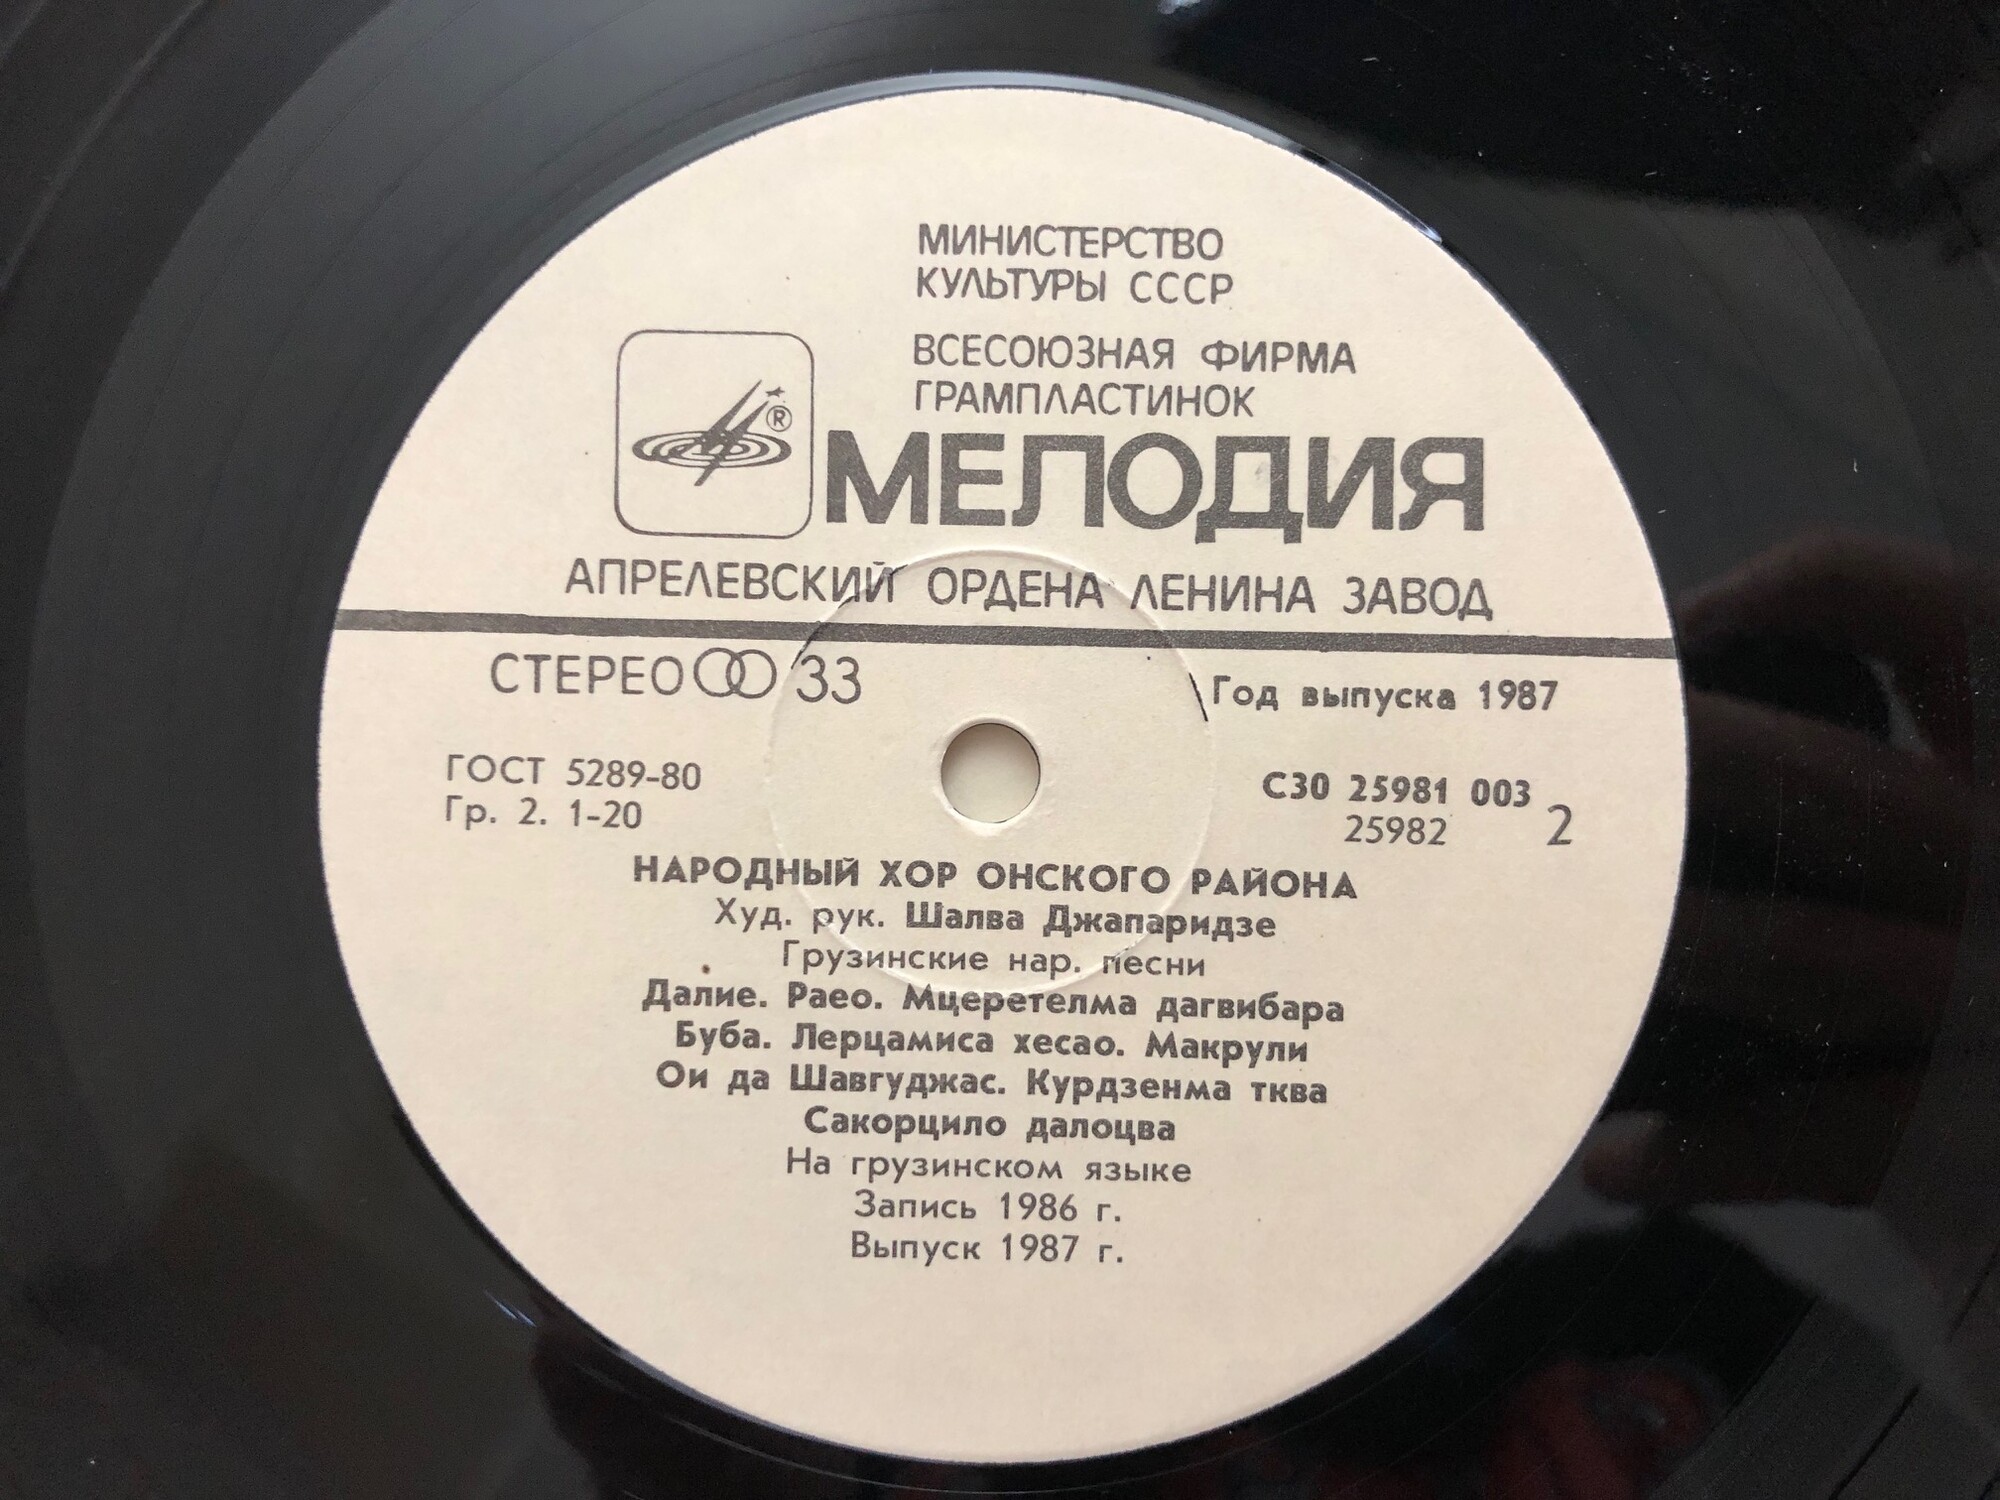 МИНИСТЕРСТВО
КУЛЬТУРЫ СССР
ВСЕСОЮЗНАЯ ФИРМА
ГРАМПЛАСТИНОК
®
МЕЛОДИЯ
АПРЕЛЕВСКИЙ ОРДЕНА ЛЕНИНА ЗАВОД
СТЕРЕО 33
Год выпуска 1987
ГОСТ 5289-80
Гр. 2. 1-20
С30 25981 003
25982
2
НАРОДНЫЙ ХОР ОНСКОГО РАЙОНА
Худ. рук. Шалва Джапаридзе
Грузинские нар. песни
Далие. Раео. Мцеретелма дагвибара
Буба. Лерцамиса хесао. Макрули
Ои да Шавгуджас. Курдзенма тква
Сакорцило далоцва
На грузинском языке
Запись 1986 г.
Выпуск 1987 г.